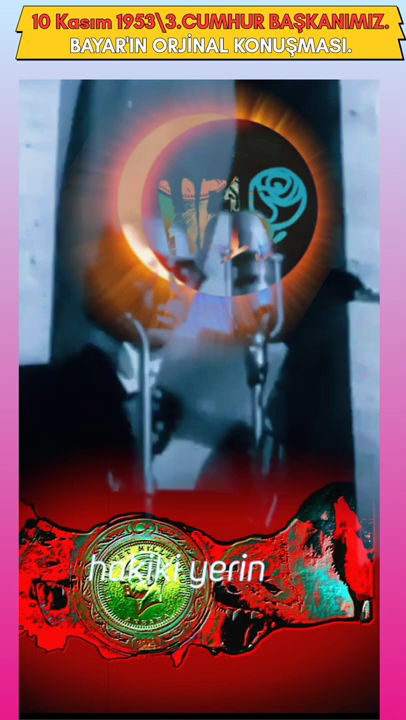 10 Kasım 1953\3.CUMHUR BAŞKANIMIZ.
BAYAR'IN ORJİNAL KONUŞMASI.
hakiki yerin